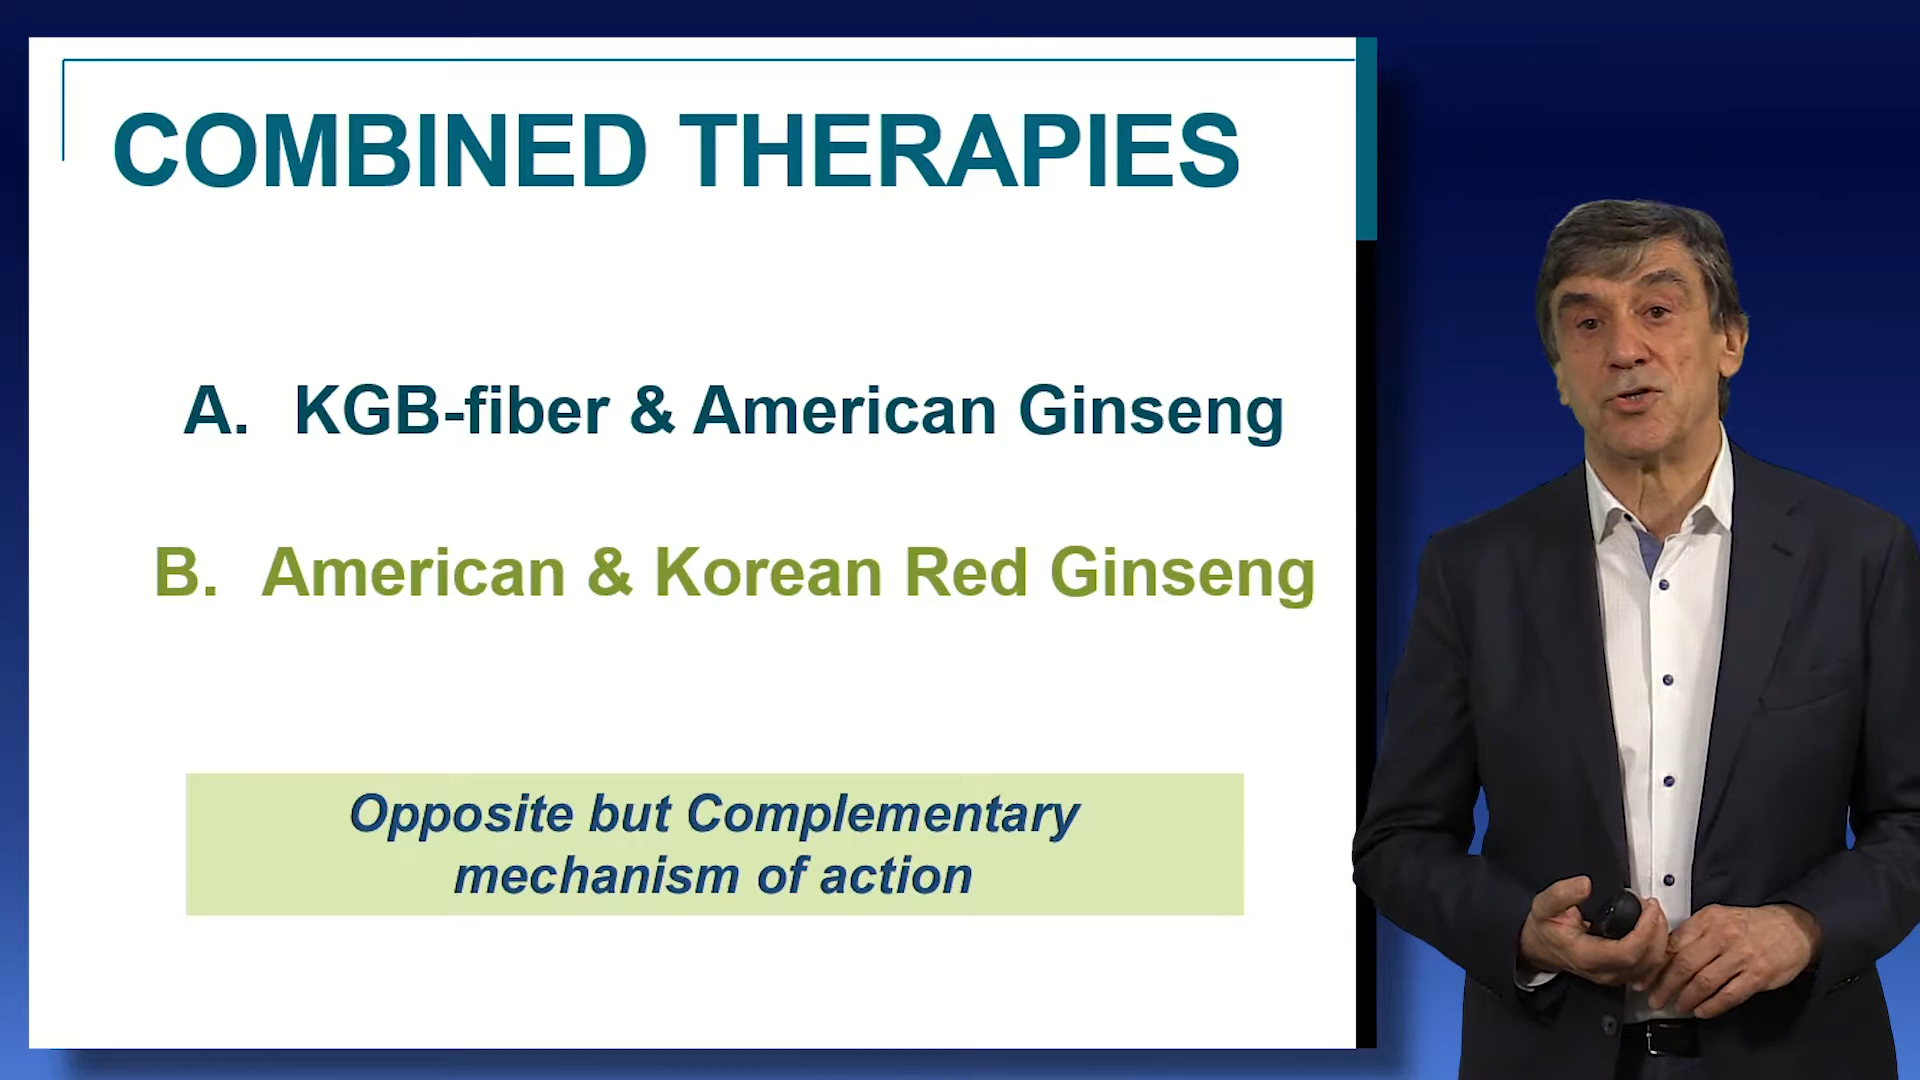 COMBINED THERAPIES
A. KGB-fiber & American Ginseng
B. American & Korean Red Ginseng
Opposite but Complementary
mechanism of action